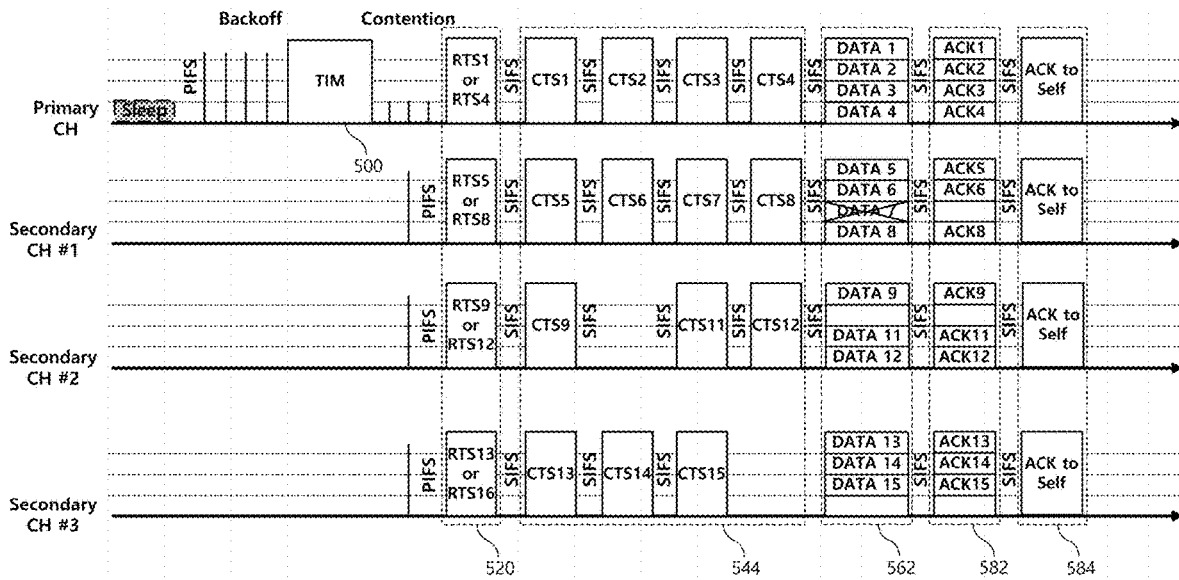 Backoff Contention
PIFS
Sleep
TIM
RTS1
or
RTS4
SIFS
CTS1
SIFS
CTS2
SIFS
CTS3
SIFS
CTS4
SIFS
DATA 1
DATA 2
DATA 3
DATA 4
SIFS
ACK1
ACK2
ACK3
ACK4
SIFS
ACK to
Self
Primary
CH
500
PIFS
RTS5
or
RTS8
SIFS
CTS5
SIFS
CTS6
SIFS
CTS7
SIFS
CTS8
SIFS
DATA 5
DATA 6
DATA 7
DATA 8
SIFS
ACK5
ACK6
ACK8
SIFS
ACK to
Self
Secondary
CH #1
PIFS
RTS9
or
RTS12
SIFS
CTS9
SIFS
SIFS
CTS11
SIFS
CTS12
SIFS
DATA 9
DATA 11
DATA 12
SIFS
ACK9
ACK11
ACK12
SIFS
ACK to
Self
Secondary
CH #2
PIFS
RTS13
or
RTS16
SIFS
CTS13
SIFS
CTS14
SIFS
CTS15
DATA 13
DATA 14
DATA 15
SIFS
ACK13
ACK14
ACK15
SIFS
ACK to
Self
Secondary
CH #3
520
544
562
582
584